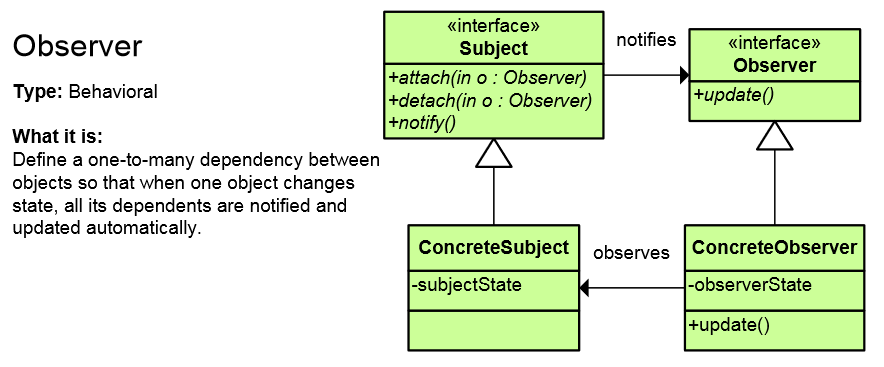 Observer
Type: Behavioral
What it is:
Define a one-to-many dependency between
objects so that when one object changes
state, all its dependents are notified and
updated automatically.
«interface»
Subject
+attach(in o : Observer)
+detach(in o : Observer)
+notify()
notifies
«interface»
Observer
+update()
ConcreteSubject
-subjectState
observes
ConcreteObserver
-observerState
+update()